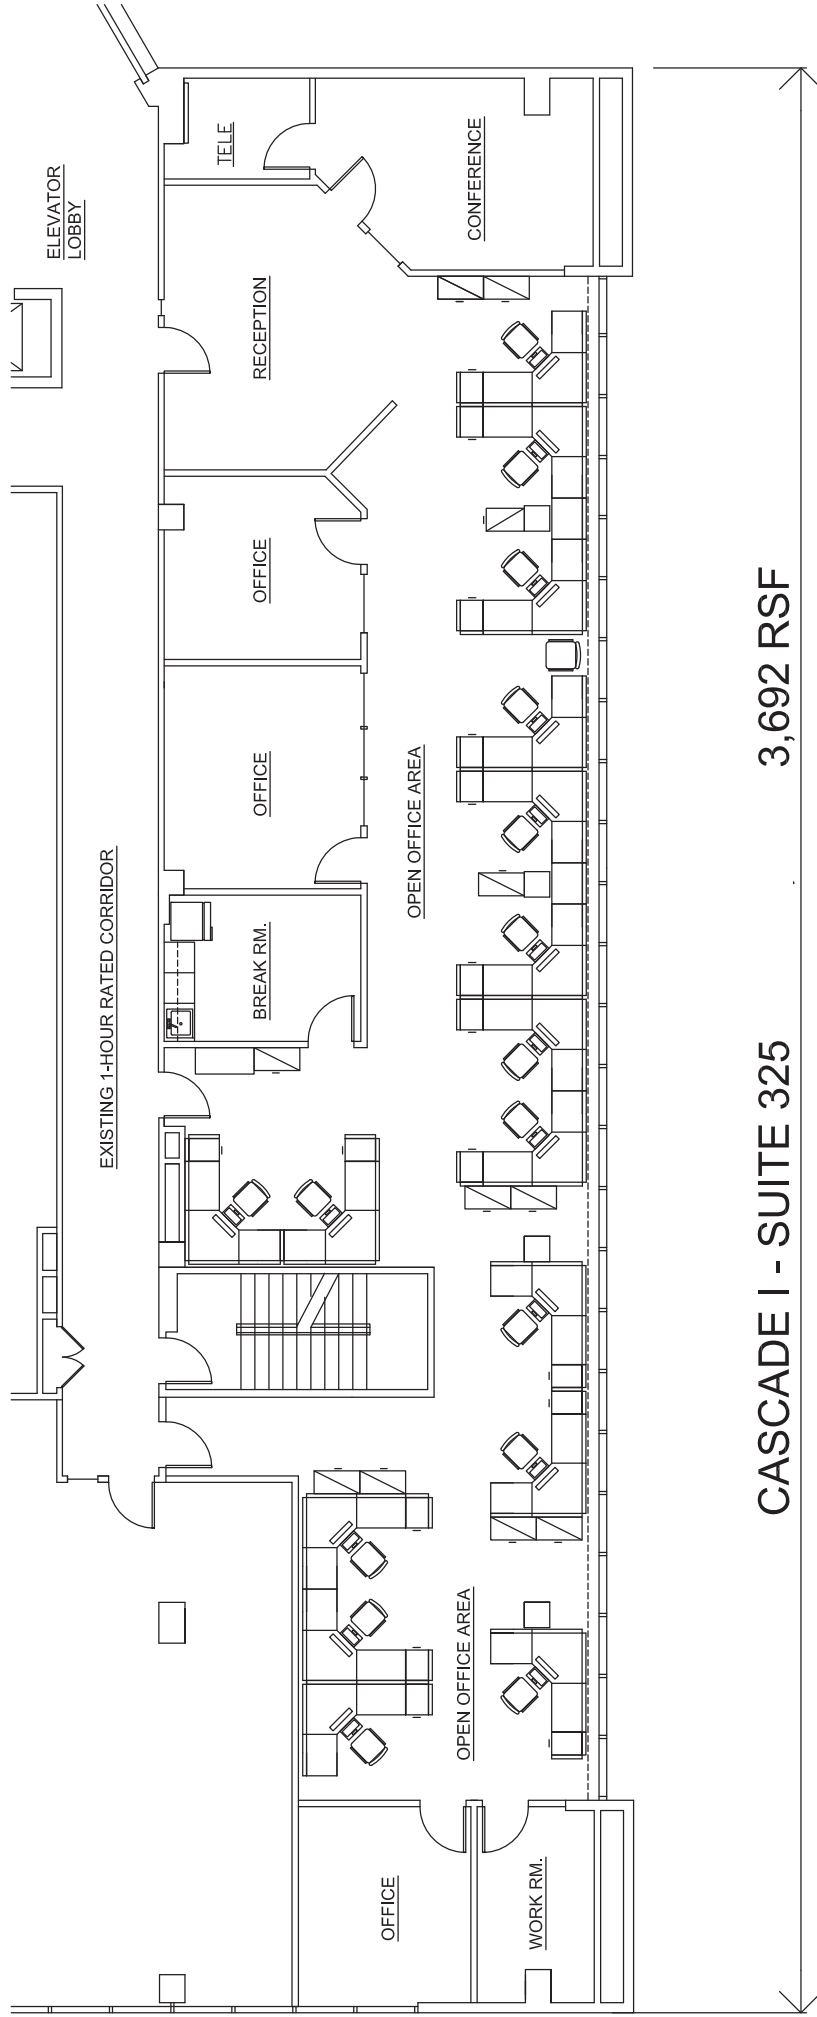 ELEVATOR
LOBBY
TELE
CONFERENCE
RECEPTION
OFFICE
OFFICE
OPEN OFFICE AREA
BREAK RM.
EXISTING 1-HOUR RATED CORRIDOR
OPEN OFFICE AREA
OFFICE
WORK RM.
CASCADE I - SUITE 325
3,692 RSF